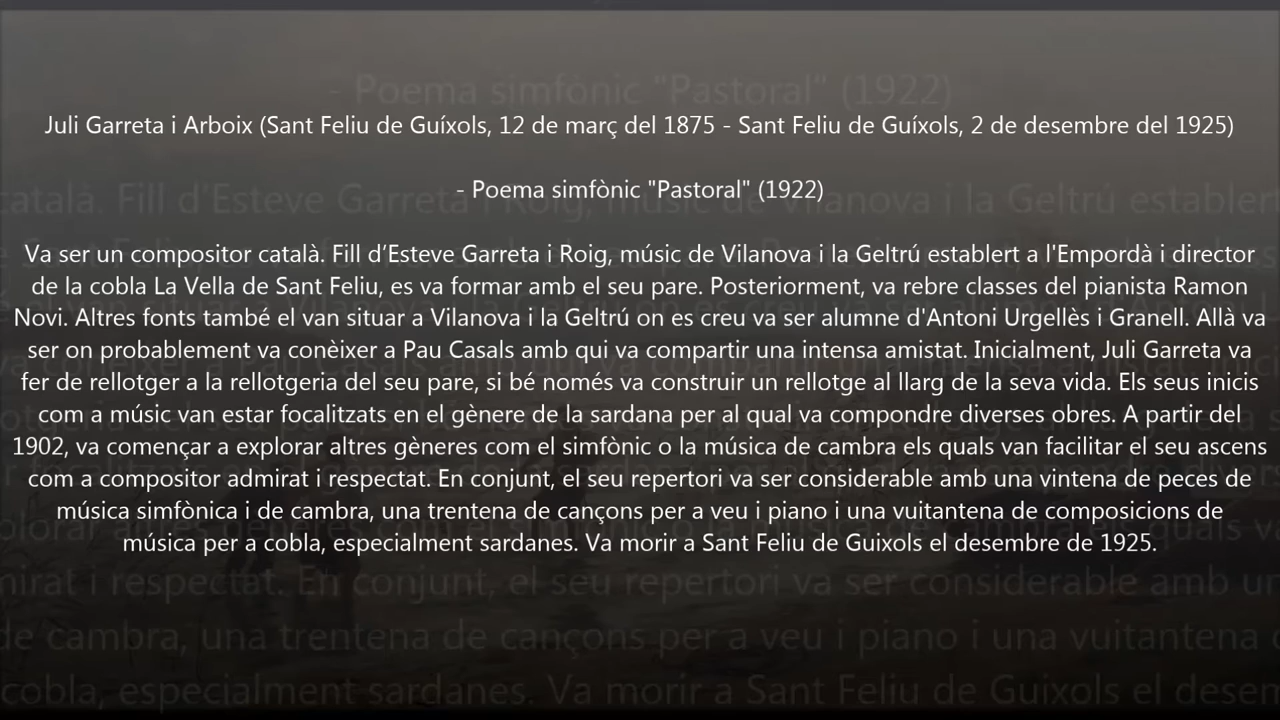 Juli Garreta i Arboix (Sant Feliu de Guíxols, 12 de març del 1875 - Sant Feliu de Guíxols, 2 de desembre del 1925)
- Poema simfònic "Pastoral" (1922)
Va ser un compositor català. Fill d’Esteve Garreta i Roig, músic de Vilanova i la Geltrú establert a l'Empordà i director
de la cobla La Vella de Sant Feliu, es va formar amb el seu pare. Posteriorment, va rebre classes del pianista Ramon
Novi. Altres fonts també el van situar a Vilanova i la Geltrú on es creu va ser alumne d'Antoni Urgellès i Granell. Allà va
ser on probablement va conèixer a Pau Casals amb qui va compartir una intensa amistat. Inicialment, Juli Garreta va
fer de rellotger a la rellotgeria del seu pare, si bé només va construir un rellotge al llarg de la seva vida. Els seus inicis
com a músic van estar focalitzats en el gènere de la sardana per al qual va compondre diverses obres. A partir del
1902, va començar a explorar altres gèneres com el simfònic o la música de cambra els quals van facilitar el seu ascens
com a compositor admirat i respectat. En conjunt, el seu repertori va ser considerable amb una vintena de peces de
música simfònica i de cambra, una trentena de cançons per a veu i piano i una vuitantena de composicions de
música per a cobla, especialment sardanes. Va morir a Sant Feliu de Guixols el desembre de 1925.